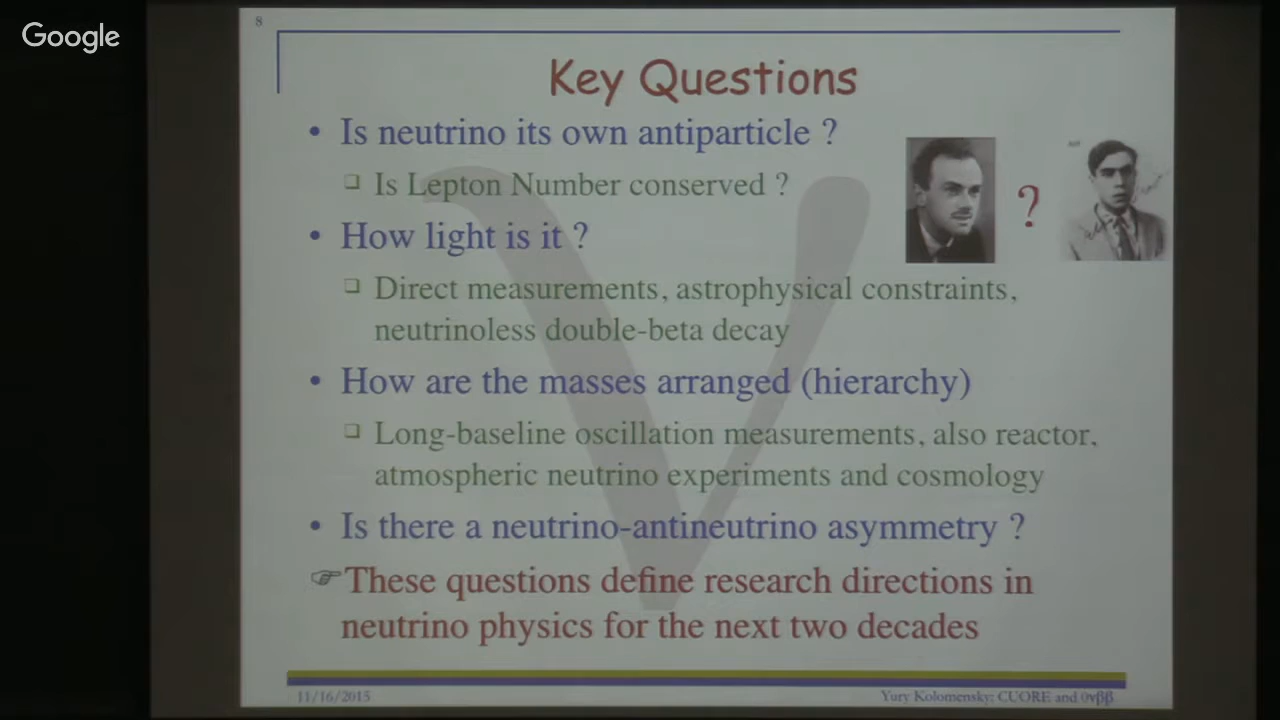 Google
8
Key Questions
• Is neutrino its own antiparticle ?
❑ Is Lepton Number conserved ?
• How light is it ?
❑ Direct measurements, astrophysical constraints,
neutrinoless double-beta decay
• How are the masses arranged (hierarchy)
❑ Long-baseline oscillation measurements, also reactor,
atmospheric neutrino experiments and cosmology
• Is there a neutrino-antineutrino asymmetry ?
☞ These questions define research directions in
neutrino physics for the next two decades
?
ν
11/16/2015
Yury Kolomensky: CUORE and 0νββ